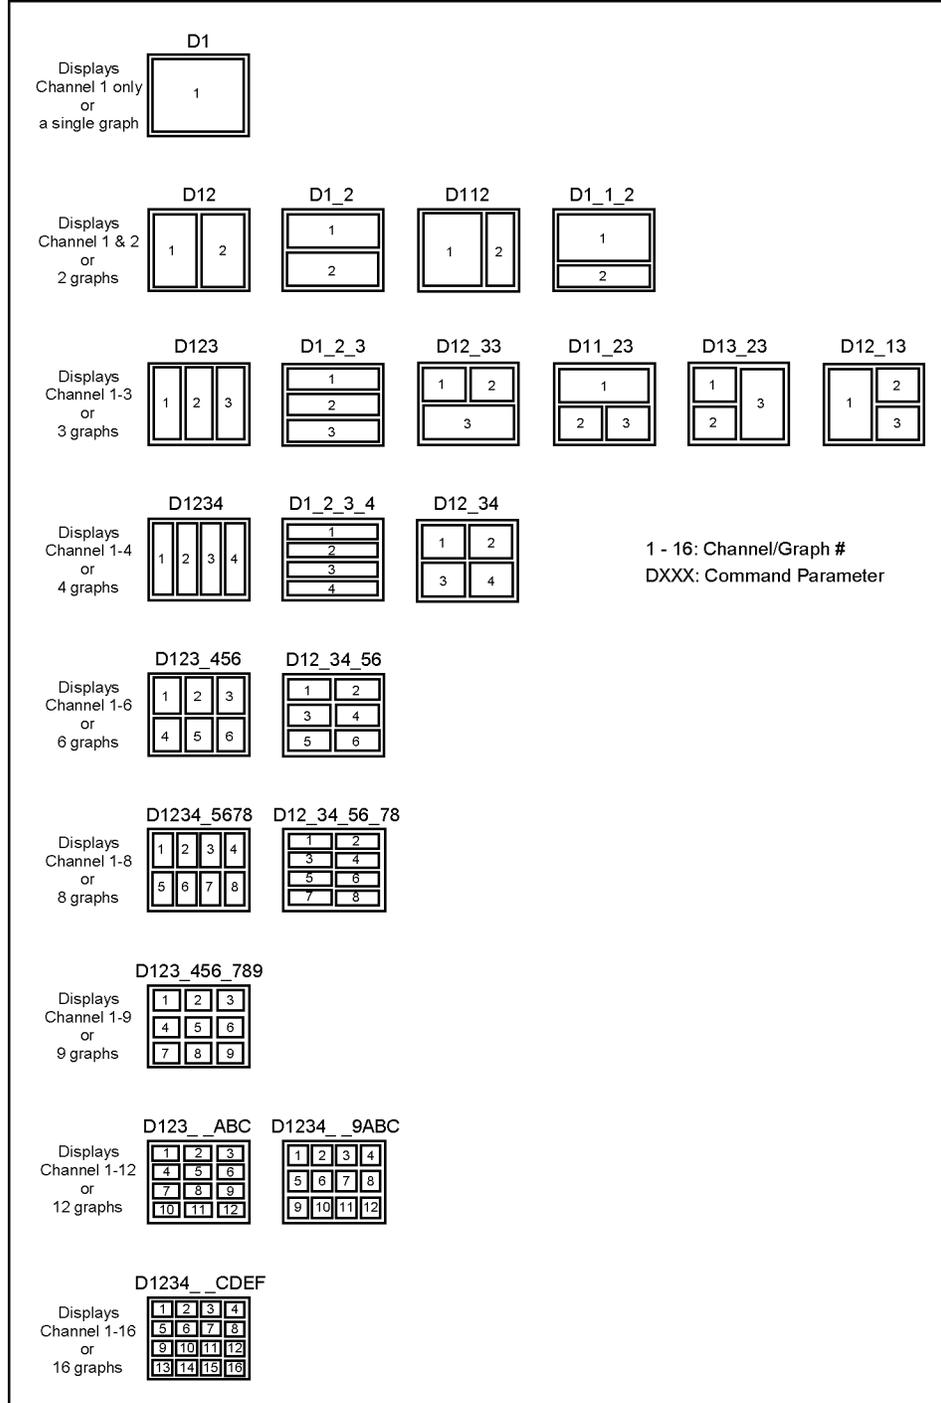 D1
Displays
Channel 1 only
or
a single graph
1
D12 D1_2 D112 D1_1_2
Displays
Channel 1 & 2
or
2 graphs
1 2
1
2
1 2
1
2
D123 D1_2_3 D12_33 D11_23 D13_23 D12_13
Displays
Channel 1-3
or
3 graphs
1 2 3
1
2
3
1 2
3
1
2 3
1
2
3
1
2
3
D1234 D1_2_3_4 D12_34
Displays
Channel 1-4
or
4 graphs
1 2 3 4
1
2
3
4
1 2
3 4
1 - 16: Channel/Graph #
DXXX: Command Parameter
D123_456 D12_34_56
Displays
Channel 1-6
or
6 graphs
1 2 3
4 5 6
1 2
3 4
5 6
D1234_5678 D12_34_56_78
Displays
Channel 1-8
or
8 graphs
1 2 3 4
5 6 7 8
1 2
3 4
5 6
7 8
D123_456_789
Displays
Channel 1-9
or
9 graphs
1 2 3
4 5 6
7 8 9
D123_ _ABC D1234_ _9ABC
Displays
Channel 1-12
or
12 graphs
1 2 3
4 5 6
7 8 9
10 11 12
1 2 3 4
5 6 7 8
9 10 11 12
D1234_ _CDEF
Displays
Channel 1-16
or
16 graphs
1 2 3 4
5 6 7 8
9 10 11 12
13 14 15 16